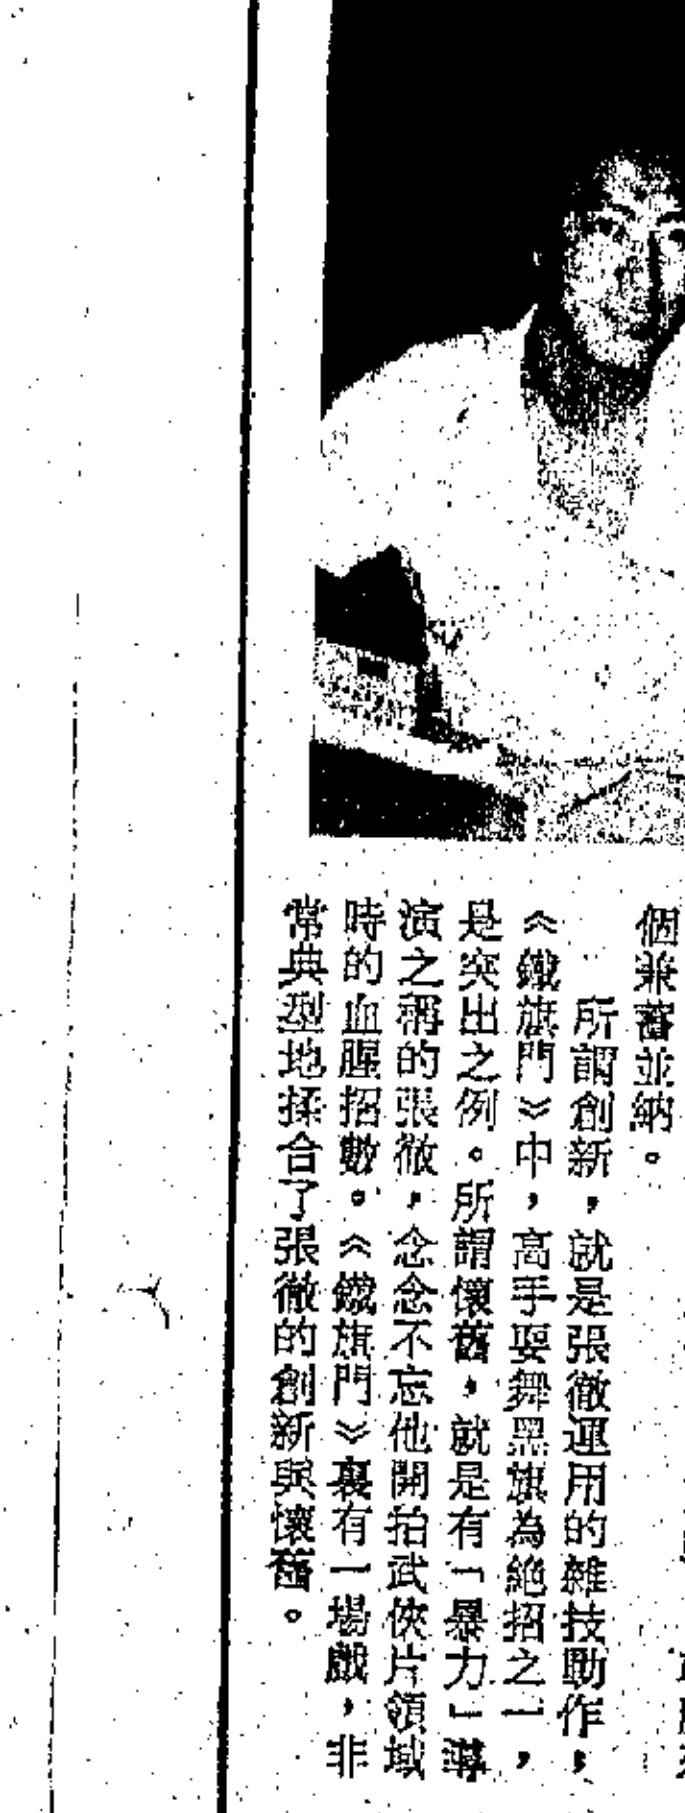 個兼蓄並納。
所謂創新，就是張徹運用的雜技動作，
《鐵旗門》中，高手耍舞黑旗為絕招之一，
是突出之例。所謂懷舊，就是有「暴力」導
演之稱的張徹，念念不忘他開拍武俠片領域
時的血腥招數。《鐵旗門》裏有一場戲，非
常典型地揉合了張徹的創新與懷舊。